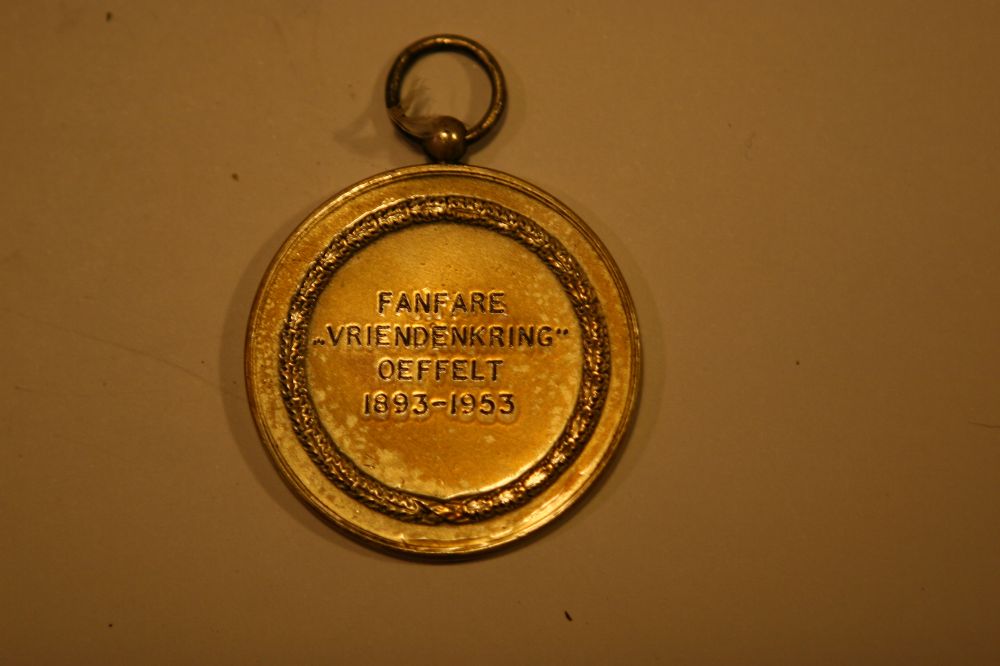 FANFARE
„VRIENDENKRING"
OEFFELT
1893-1953